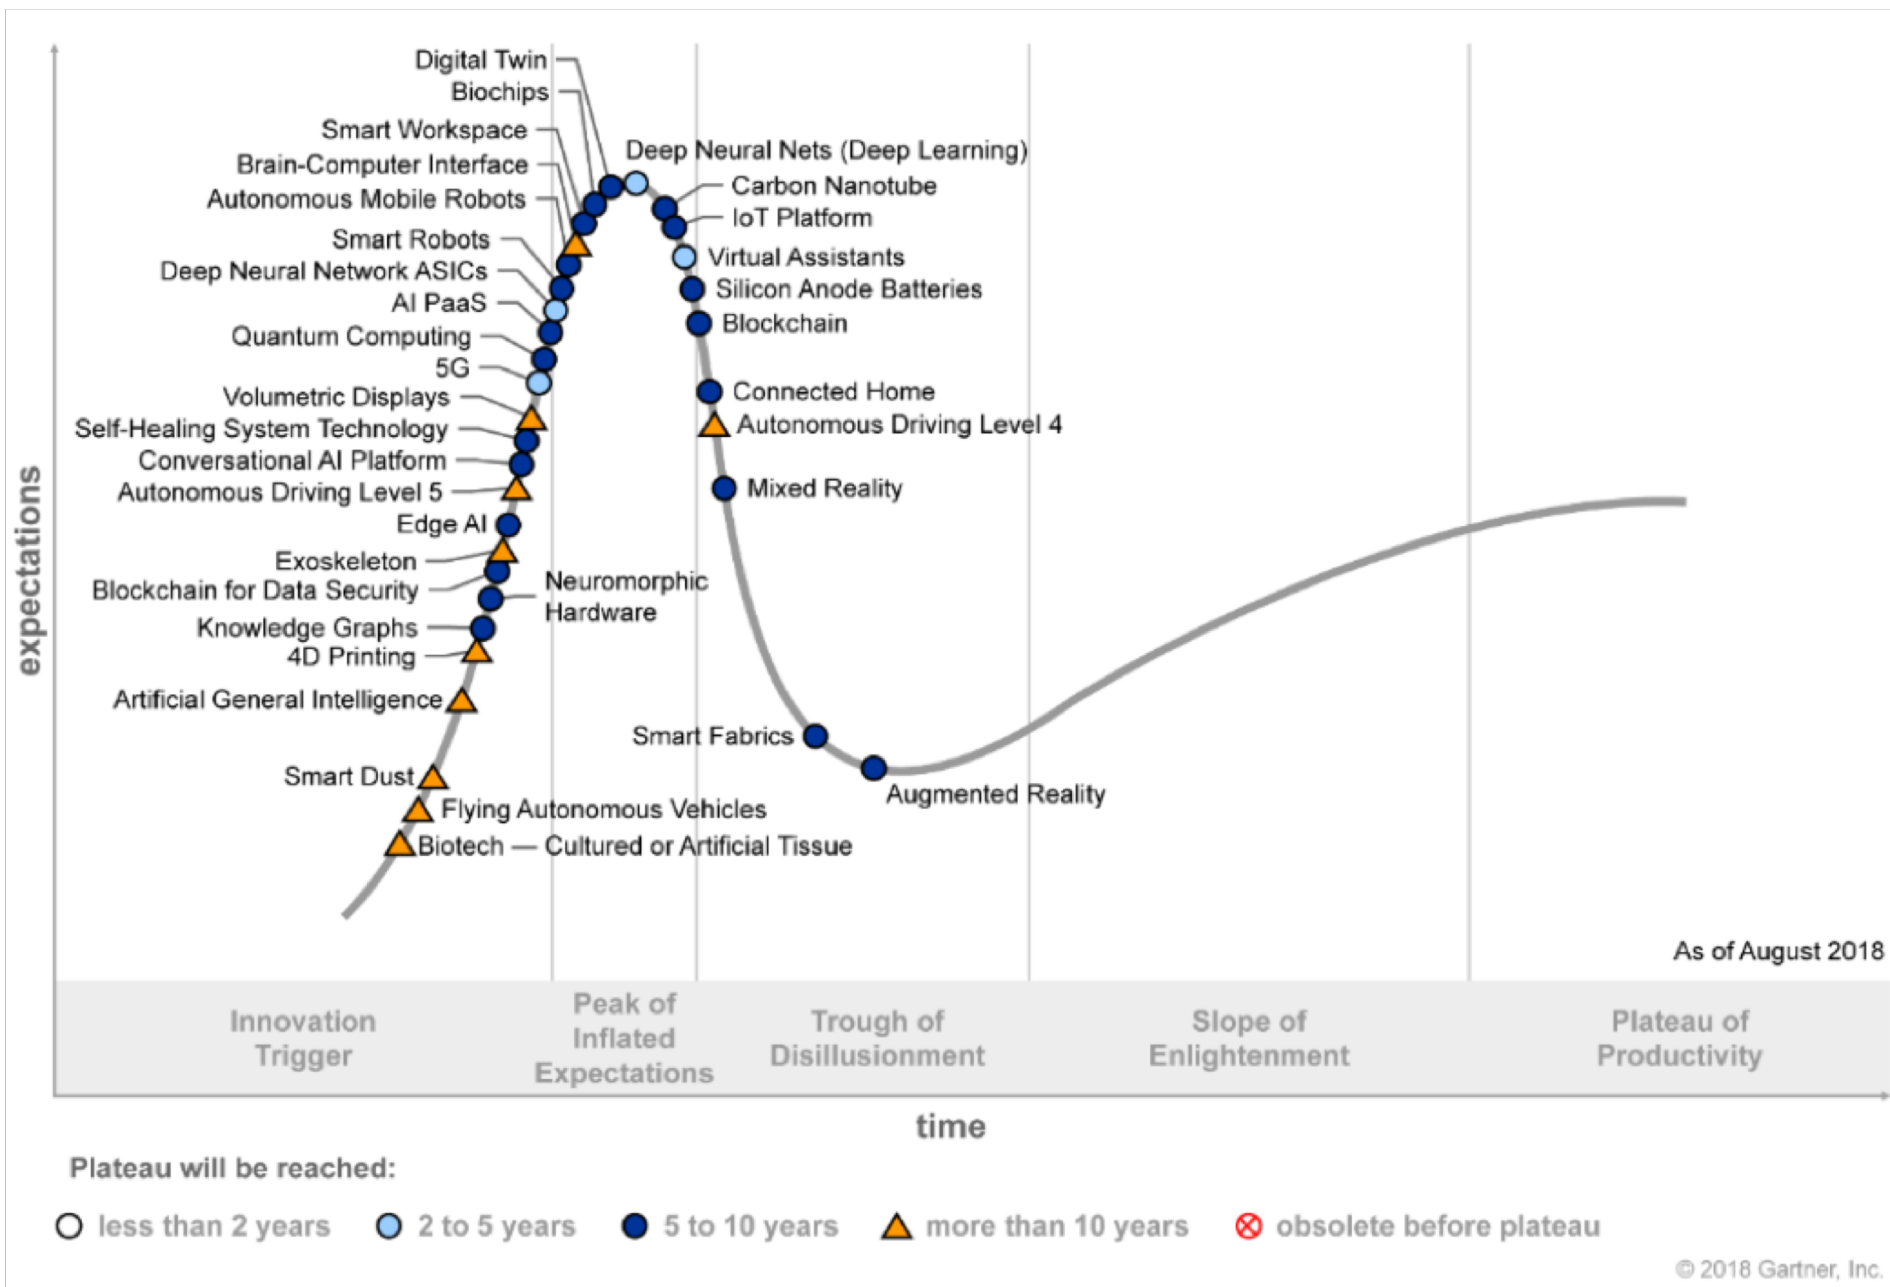 Digital Twin
Biochips
Smart Workspace
Brain-Computer Interface
Autonomous Mobile Robots
Smart Robots
Deep Neural Network ASICs
AI PaaS
Quantum Computing
5G
Volumetric Displays
Self-Healing System Technology
Conversational AI Platform
Autonomous Driving Level 5
Edge AI
Exoskeleton
Blockchain for Data Security
Neuromorphic
Hardware
Knowledge Graphs
4D Printing
Artificial General Intelligence
Smart Dust
Flying Autonomous Vehicles
Biotech — Cultured or Artificial Tissue
Deep Neural Nets (Deep Learning)
Carbon Nanotube
IoT Platform
Virtual Assistants
Silicon Anode Batteries
Blockchain
Connected Home
Autonomous Driving Level 4
Mixed Reality
Smart Fabrics
Augmented Reality
expectations
As of August 2018
Innovation
Trigger
Peak of
Inflated
Expectations
Trough of
Disillusionment
Slope of
Enlightenment
Plateau of
Productivity
time
Plateau will be reached:
less than 2 years
2 to 5 years
5 to 10 years
more than 10 years
obsolete before plateau
© 2018 Gartner, Inc.